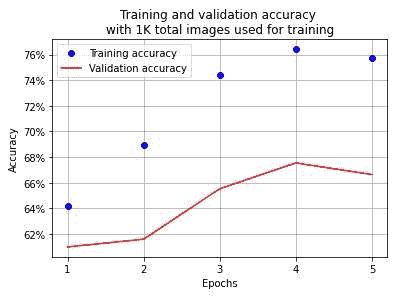 Training and validation accuracy
with 1K total images used for training
Training accuracy
Validation accuracy
76%
74%
72%
70%
68%
66%
64%
62%
Accuracy
1 2 3 4 5
Epochs